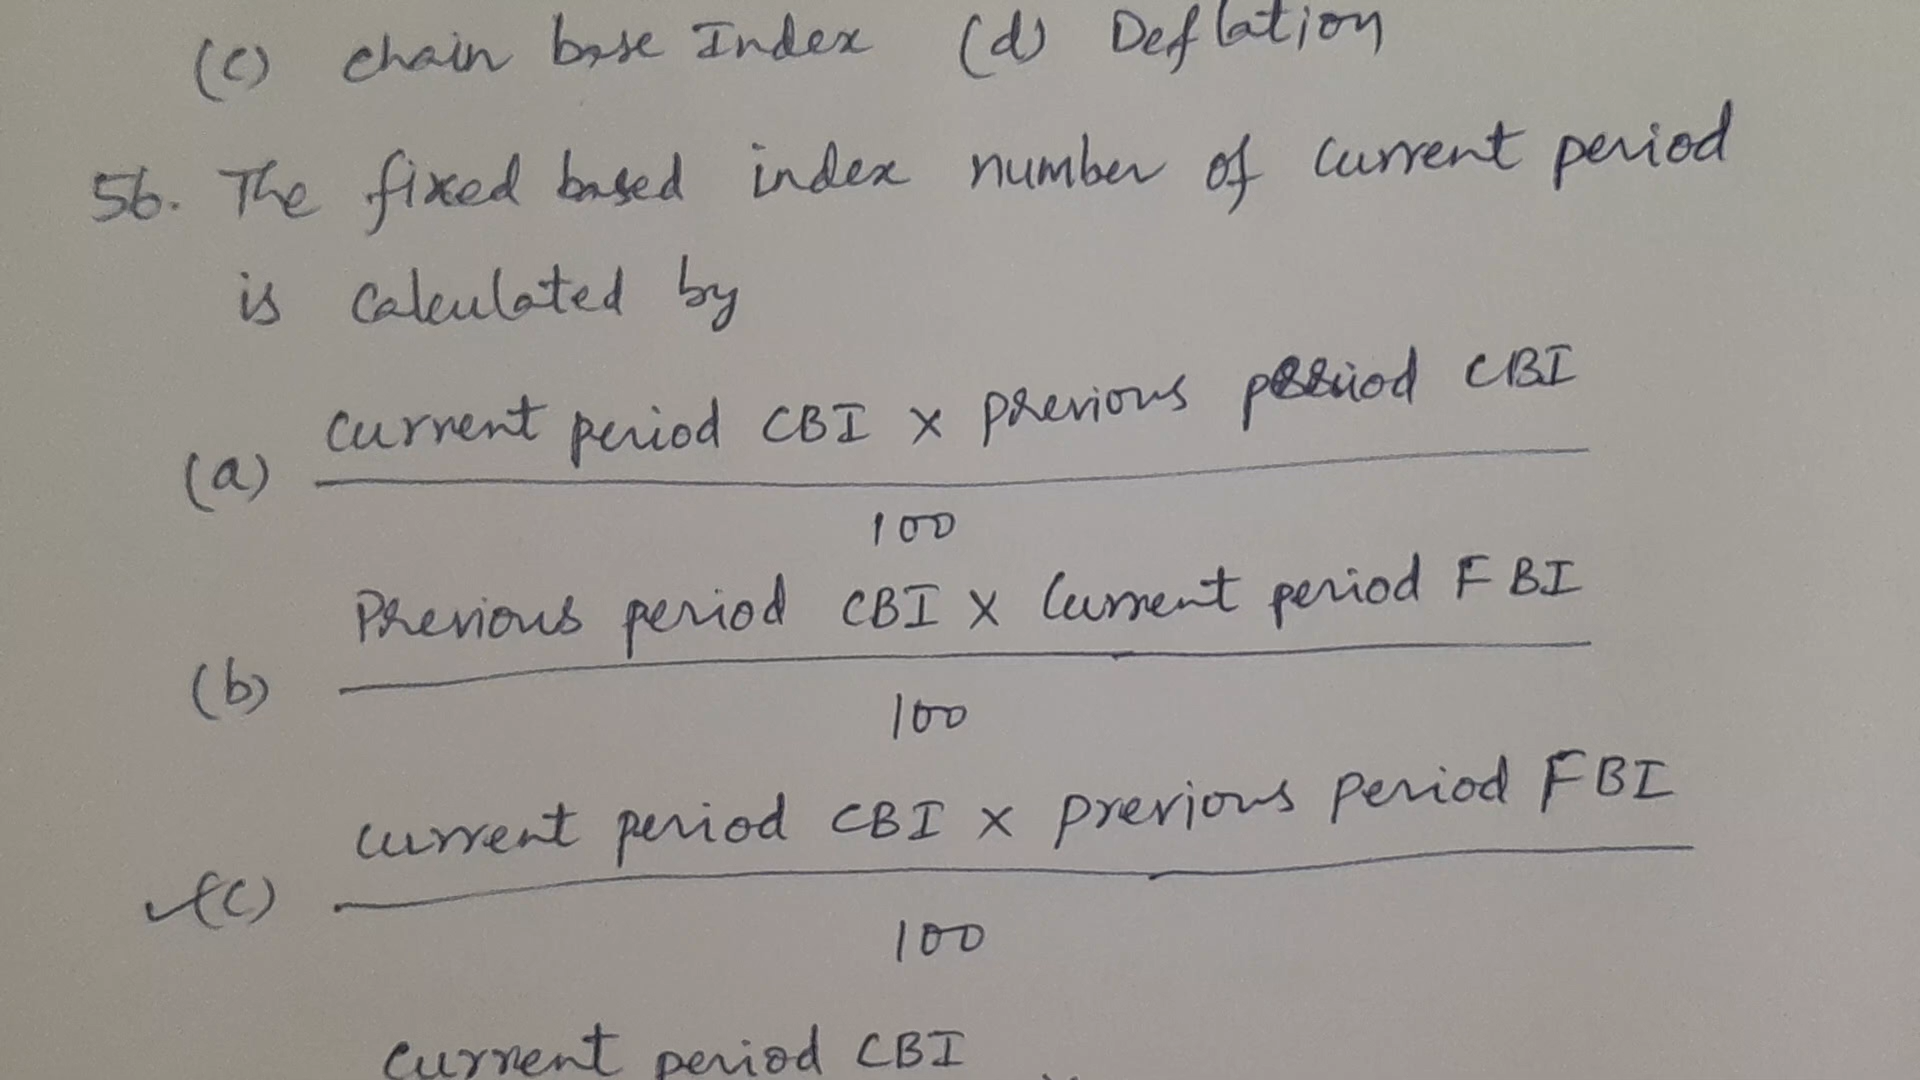 (c) chain base Index (d) Deflation
56. The fixed based index number of current period
is calculated by
current period CBI x previous period CBI
(a)
100
Previous period CBI x Current period FBI
(b)
100
current period CBI x previous period FBI
(c)
100
current period CBI